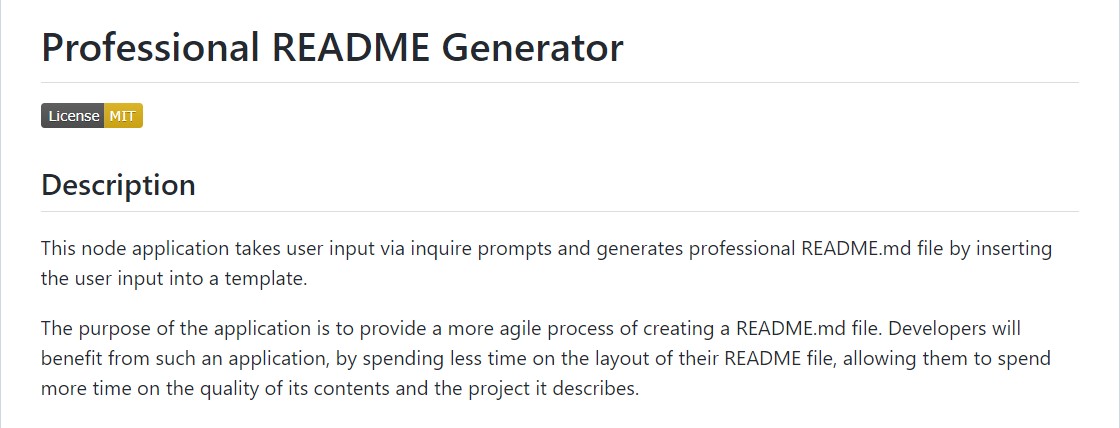 Professional README Generator
License MIT
Description
This node application takes user input via inquire prompts and generates professional README.md file by inserting
the user input into a template.
The purpose of the application is to provide a more agile process of creating a README.md file. Developers will
benefit from such an application, by spending less time on the layout of their README file, allowing them to spend
more time on the quality of its contents and the project it describes.